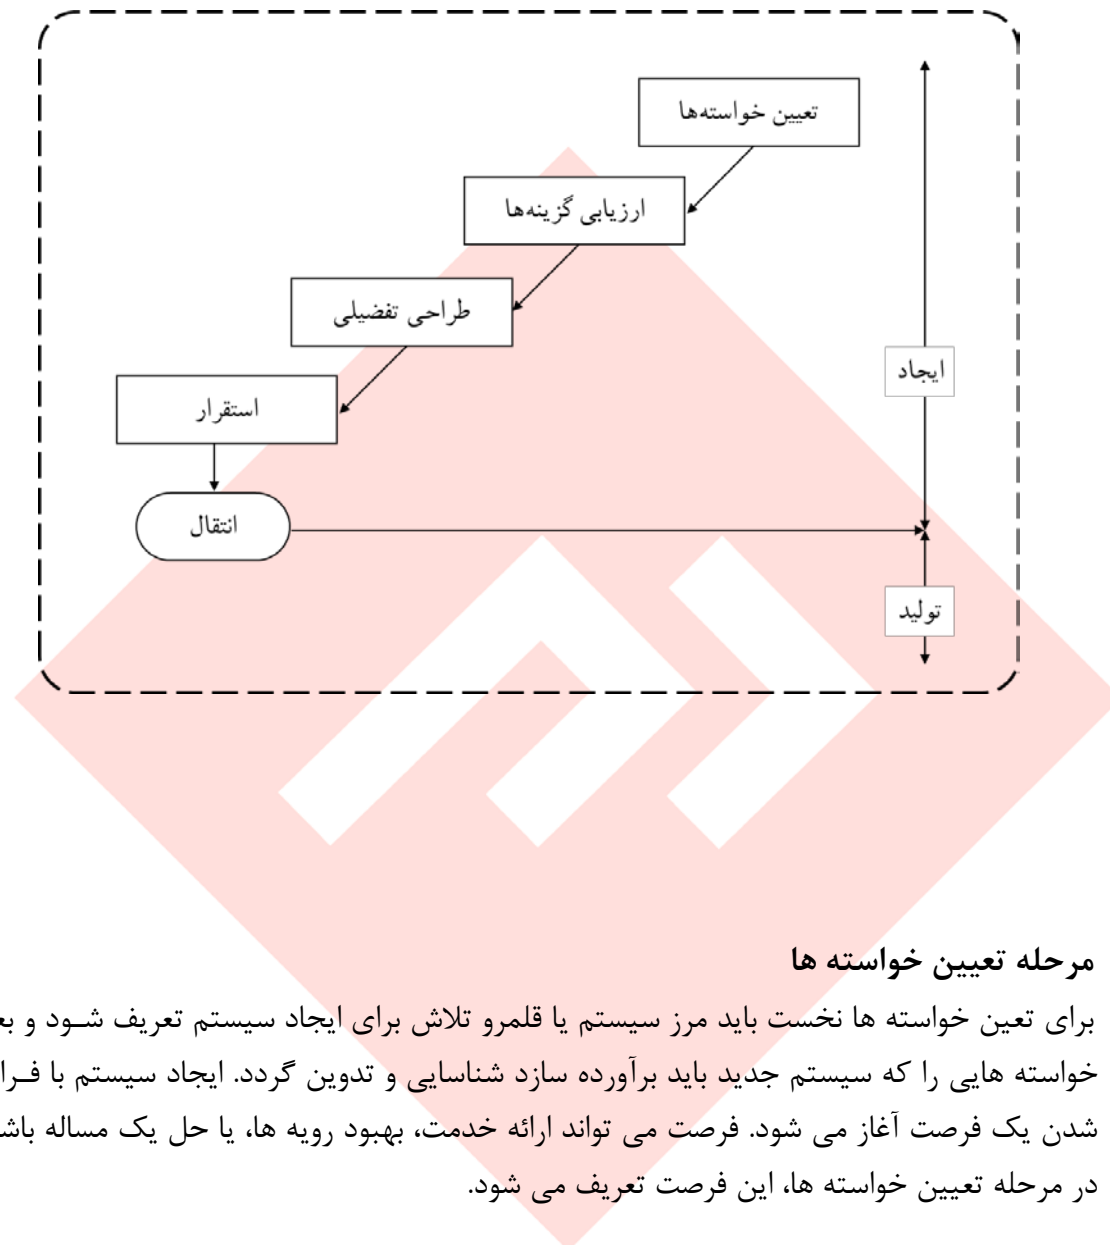 تعیین خواسته‌ها
ارزیابی گزینه‌ها
طراحی تفضیلی
ایجاد
استقرار
انتقال
تولید
مرحله تعیین خواسته ها
برای تعین خواسته ها نخست باید مرز سیستم یا قلمرو تلاش برای ایجاد سیستم تعریف شـود و
خواسته هایی را که سیستم جدید باید برآورده سازد شناسایی و تدوین گردد. ایجاد سیستم با
شدن یک فرصت آغاز می شود. فرصت می تواند ارائه خدمت، بهبود رویه ها، یا حل یک مساله
در مرحله تعیین خواسته ها، این فرصت تعریف می شود.